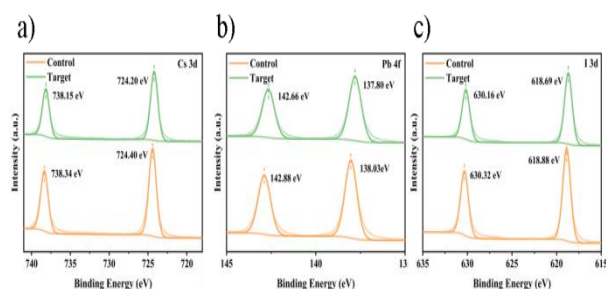 a)
Control
Target
Cs 3d
724.20 eV
738.15 eV
724.40 eV
738.34 eV
Intensity (a.u.)
740 735 730 725 720
Binding Energy (eV)
b)
Control
Target
Pb 4f
142.66 eV
137.80 eV
142.88 eV
138.03eV
Intensity (a.u.)
145 140 13
Binding Energy (eV)
c)
Control
Target
I 3d
618.69 eV
630.16 eV
618.88 eV
630.32 eV
Intensity (a.u.)
635 630 625 620 615
Binding Energy (eV)